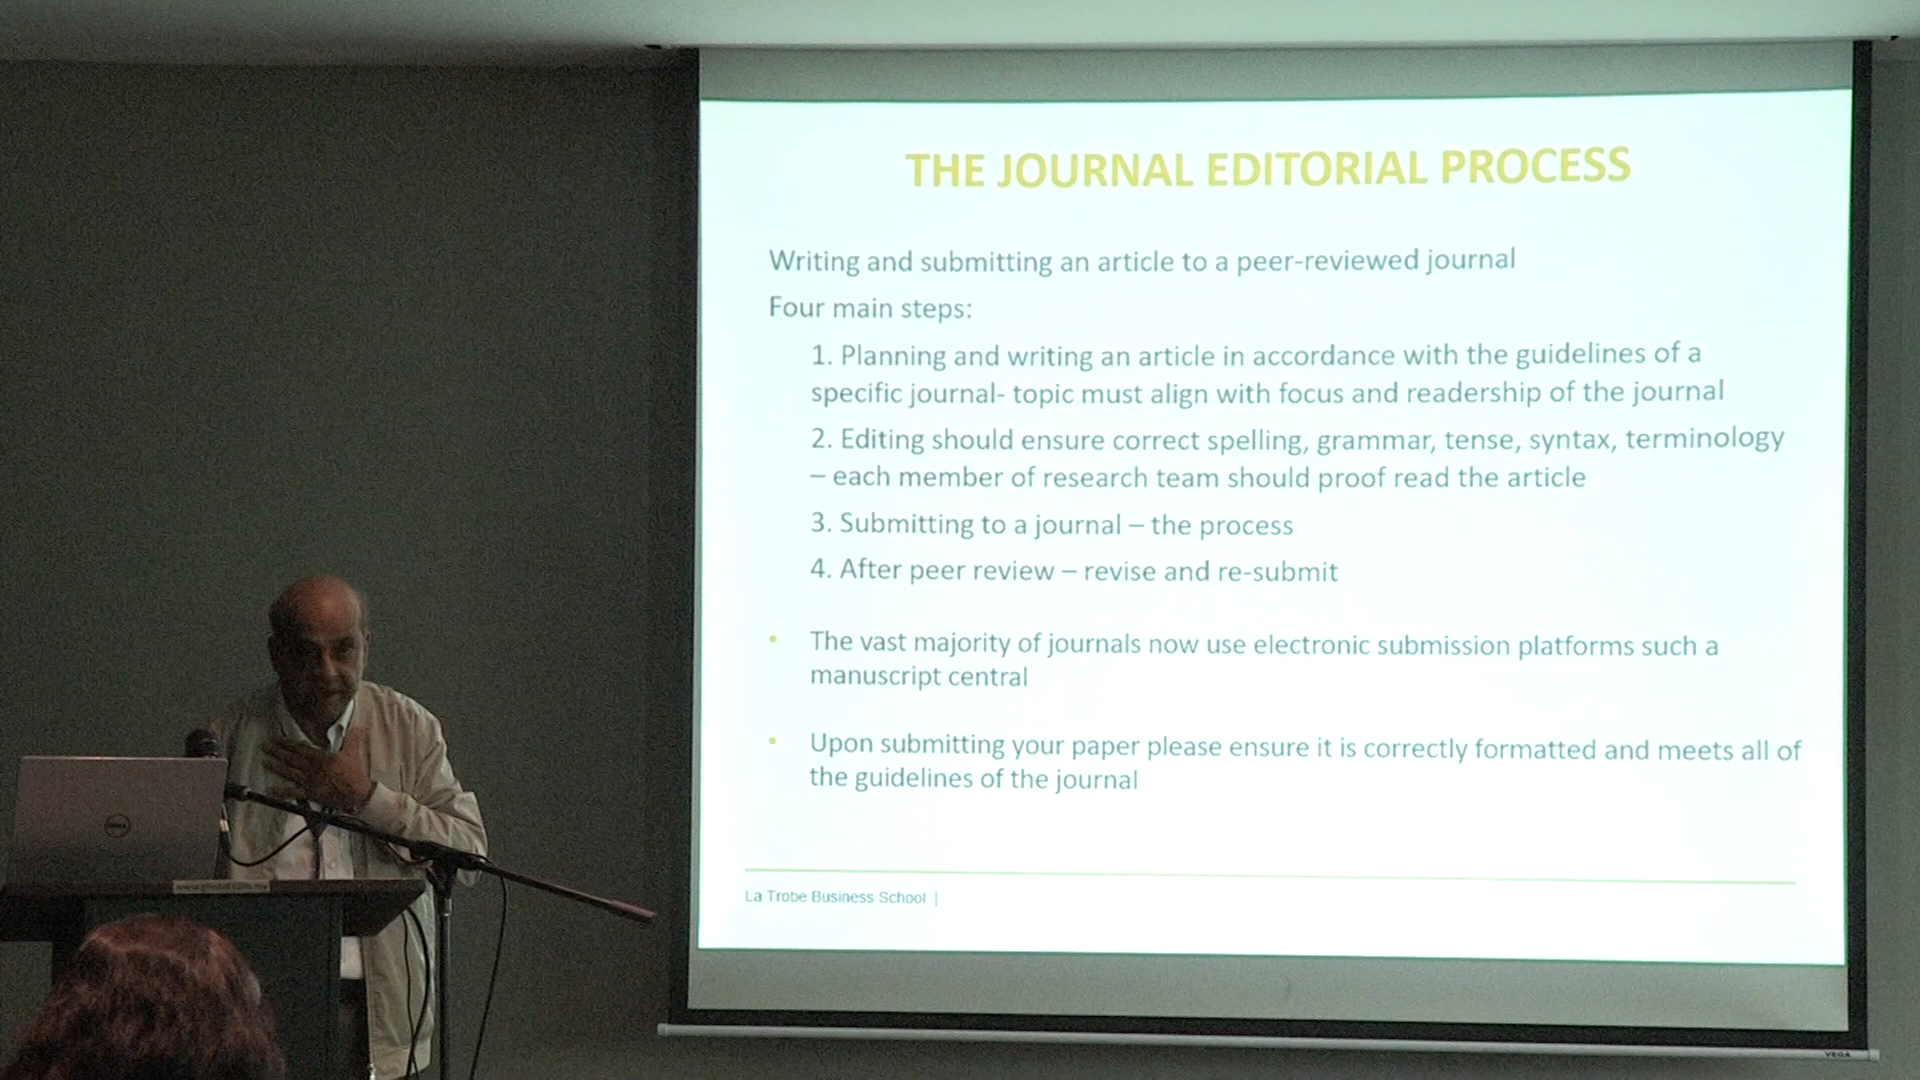 THE JOURNAL EDITORIAL PROCESS
Writing and submitting an article to a peer-reviewed journal
Four main steps:
1. Planning and writing an article in accordance with the guidelines of a
specific journal- topic must align with focus and readership of the journal
2. Editing should ensure correct spelling, grammar, tense, syntax, terminology
– each member of research team should proof read the article
3. Submitting to a journal – the process
4. After peer review – revise and re-submit
• The vast majority of journals now use electronic submission platforms such a
manuscript central
• Upon submitting your paper please ensure it is correctly formatted and meets all of
the guidelines of the journal
La Trobe Business School |
DELL
VEGA